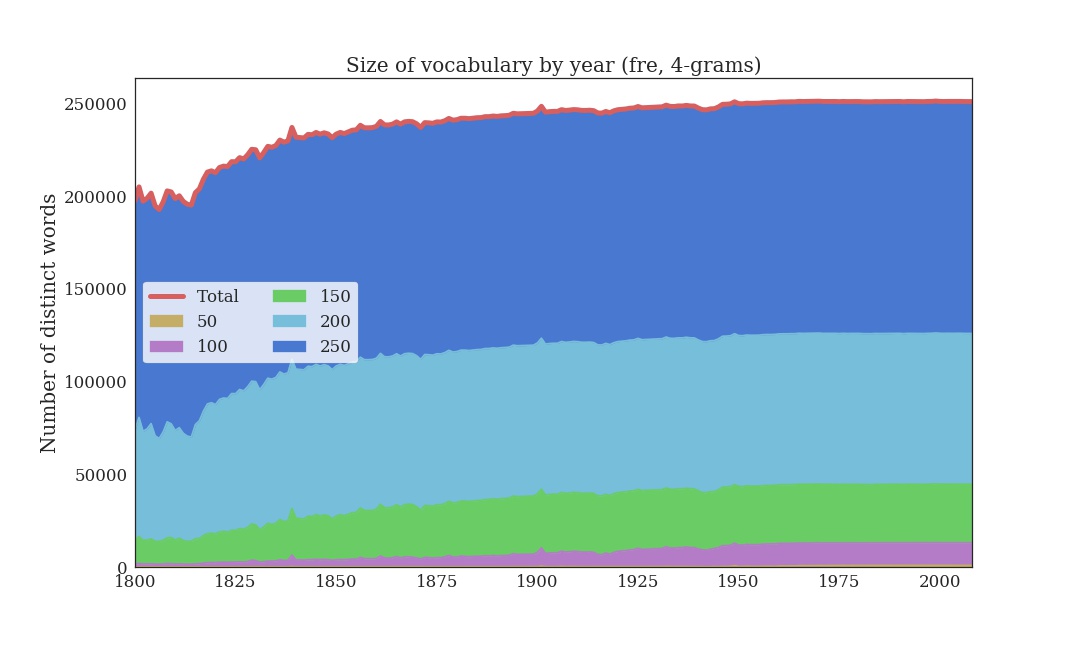 Size of vocabulary by year (fre, 4-grams)
Number of distinct words
250000
200000
150000
100000
50000
0
Total
50
100
150
200
250
1800 1825 1850 1875 1900 1925 1950 1975 2000